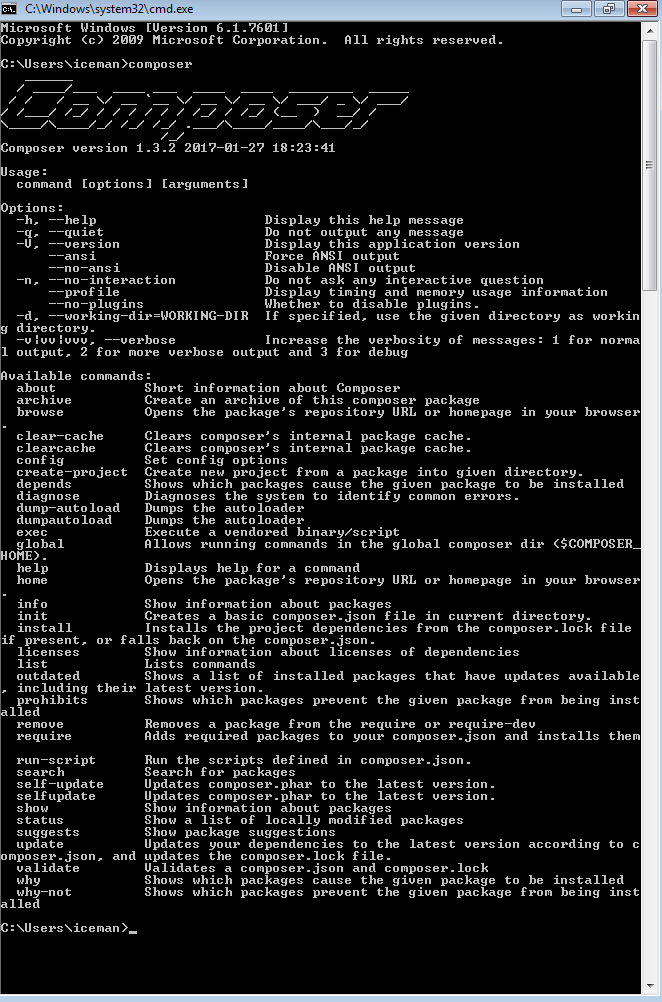 C:\Windows\system32\cmd.exe
Microsoft Windows [Version 6.1.7601]
Copyright (c) 2009 Microsoft Corporation.  All rights reserved.
C:\Users\iceman>composer
Composer
Composer version 1.3.2 2017-01-27 18:23:41
Usage:
  command [options] [arguments]
Options:
  -h, --help                     Display this help message
  -q, --quiet                    Do not output any message
  -V, --version                  Display this application version
      --ansi                     Force ANSI output
      --no-ansi                  Disable ANSI output
  -n, --no-interaction           Do not ask any interactive question
      --profile                  Display timing and memory usage information
      --no-plugins               Whether to disable plugins.
  -d, --working-dir=WORKING-DIR  If specified, use the given directory as workin
g directory.
  -v|vv|vvv, --verbose           Increase the verbosity of messages: 1 for norma
l output, 2 for more verbose output and 3 for debug
Available commands:
  about           Short information about Composer
  archive         Create an archive of this composer package
  browse          Opens the package's repository URL or homepage in your browser
.
  clear-cache     Clears composer's internal package cache.
  clearcache      Clears composer's internal package cache.
  config          Set config options
  create-project  Create new project from a package into given directory.
  depends         Shows which packages cause the given package to be installed
  diagnose        Diagnoses the system to identify common errors.
  dump-autoload   Dumps the autoloader
  dumpautoload    Dumps the autoloader
  exec            Execute a vendored binary/script
  global          Allows running commands in the global composer dir ($COMPOSER_
HOME).
  help            Displays help for a command
  home            Opens the package's repository URL or homepage in your browser
.
  info            Show information about packages
  init            Creates a basic composer.json file in current directory.
  install         Installs the project dependencies from the composer.lock file
if present, or falls back on the composer.json.
  licenses        Show information about licenses of dependencies
  list            Lists commands
  outdated        Shows a list of installed packages that have updates available
, including their latest version.
  prohibits       Shows which packages prevent the given package from being inst
alled
  remove          Removes a package from the require or require-dev
  require         Adds required packages to your composer.json and installs them
  run-script      Run the scripts defined in composer.json.
  search          Search for packages
  self-update     Updates composer.phar to the latest version.
  selfupdate      Updates composer.phar to the latest version.
  show            Show information about packages
  status          Show a list of locally modified packages
  suggests        Show package suggestions
  update          Updates your dependencies to the latest version according to c
omposer.json, and updates the composer.lock file.
  validate        Validates a composer.json and composer.lock
  why             Shows which packages cause the given package to be installed
  why-not         Shows which packages prevent the given package from being inst
alled
C:\Users\iceman>_